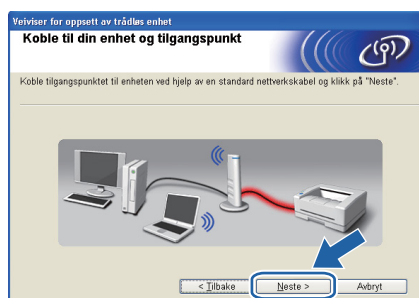 Veiviser for oppsett av trådløs enhet
Koble til din enhet og tilgangspunkt
Koble tilgangspunktet til enheten ved hjelp av en standard nettverkskabel og klikk på "Neste".
< Tilbake
Neste >
Avbryt